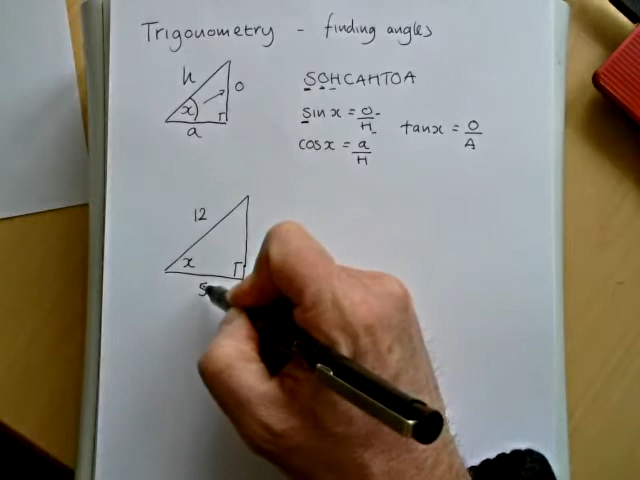 Trigonometry - finding angles
h
o
x
a
SOHCAHTOA
sin x = O/H
cos x = a/H
tan x = O/A
12
x
5